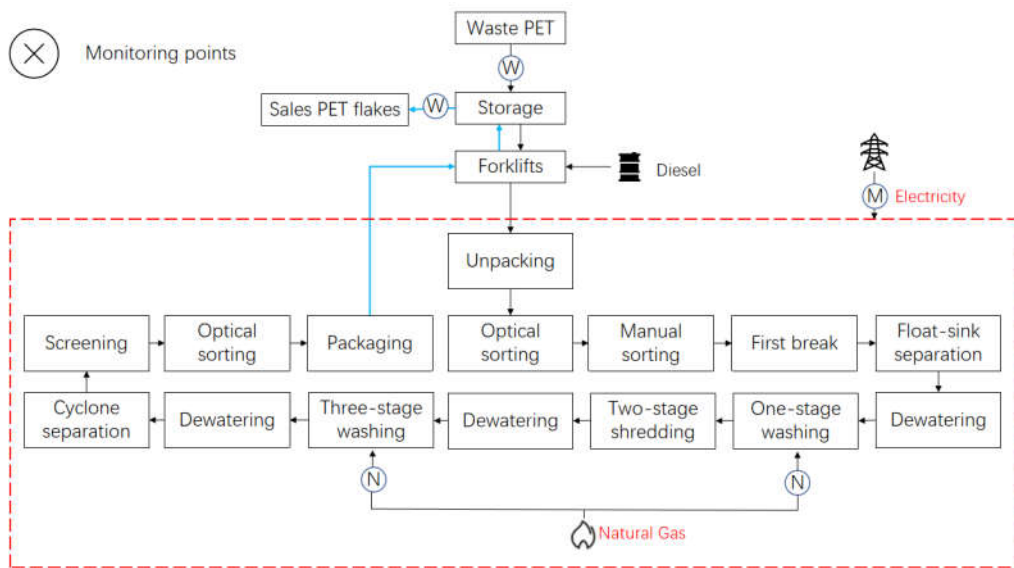 Waste PET
Monitoring points
W
Sales PET flakes
W
Storage
Forklifts
Diesel
M
Electricity
Unpacking
Screening
Optical
sorting
Packaging
Optical
sorting
Manual
sorting
First break
Float-sink
separation
Cyclone
separation
Dewatering
Three-stage
washing
Dewatering
Two-stage
shredding
One-stage
washing
Dewatering
N
N
Natural Gas